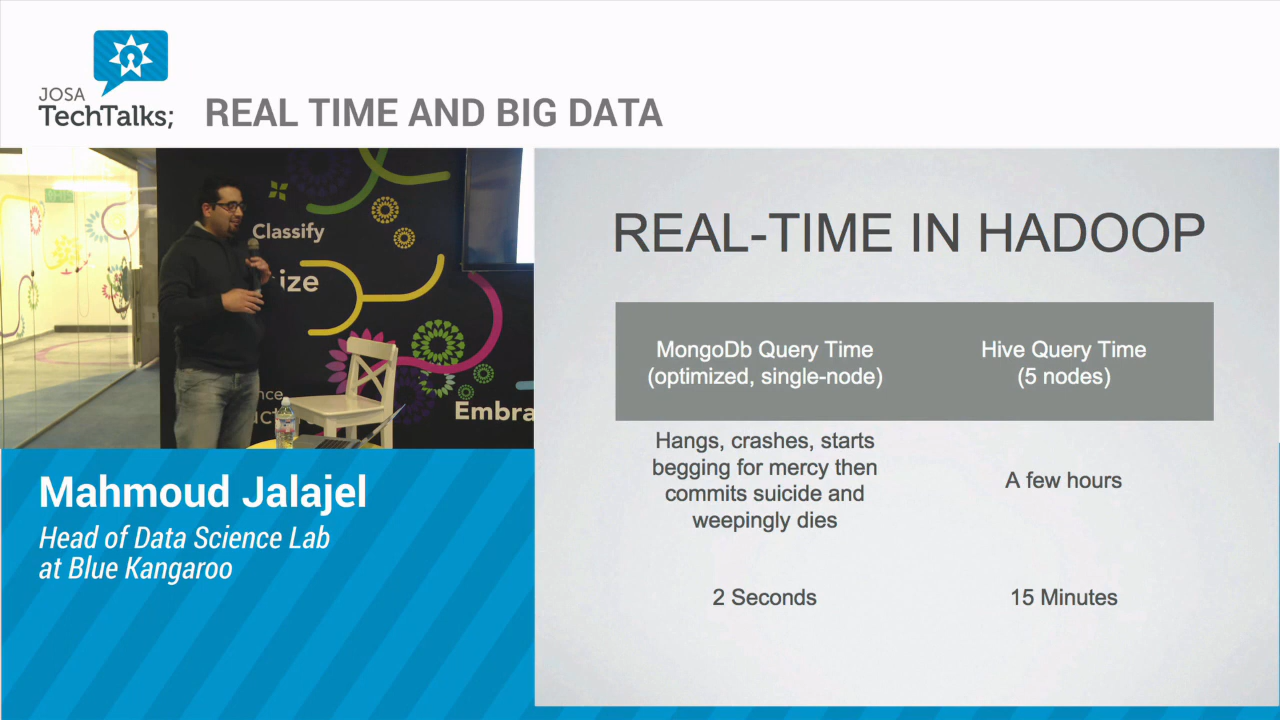 JOSA
TechTalks;
REAL TIME AND BIG DATA
Classify
ize
nce
UCT
Embra
Mahmoud Jalajel
Head of Data Science Lab
at Blue Kangaroo
REAL-TIME IN HADOOP
MongoDb Query Time
(optimized, single-node)
Hive Query Time
(5 nodes)
Hangs, crashes, starts
begging for mercy then
commits suicide and
weepingly dies
A few hours
2 Seconds
15 Minutes